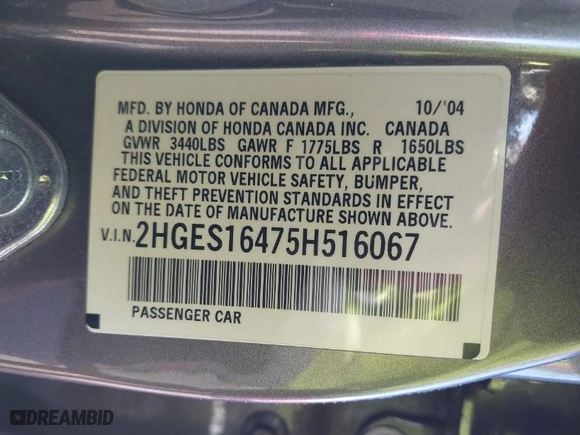 MFD. BY HONDA OF CANADA MFG., 10/'04
A DIVISION OF HONDA CANADA INC. CANADA
GVWR 3440LBS GAWR F 1775LBS R 1650LBS
THIS VEHICLE CONFORMS TO ALL APPLICABLE
FEDERAL MOTOR VEHICLE SAFETY, BUMPER,
AND THEFT PREVENTION STANDARDS IN EFFECT
ON THE DATE OF MANUFACTURE SHOWN ABOVE.
V.I.N. 2HGES16475H516067
PASSENGER CAR
DREAMBID